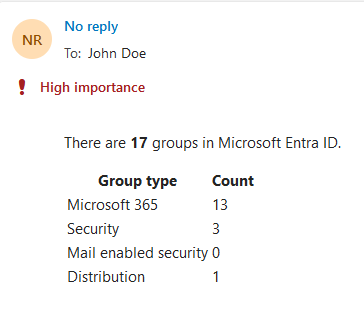 NR
No reply
To: John Doe
! High importance
There are 17 groups in Microsoft Entra ID.
Group type Count
Microsoft 365 13
Security 3
Mail enabled security 0
Distribution 1